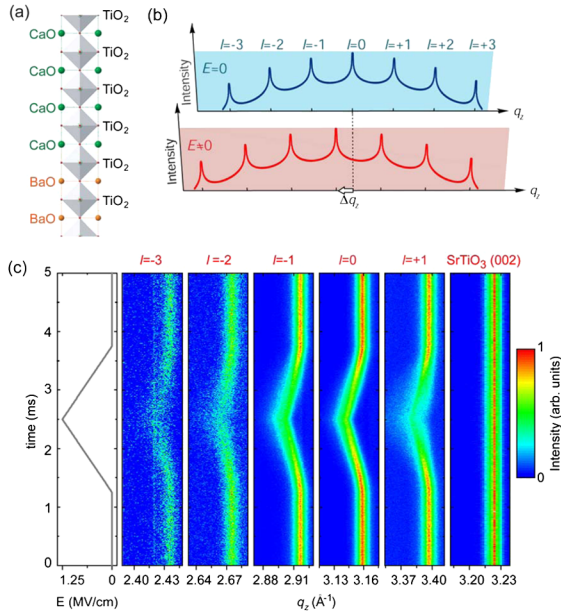 (a)
TiO2
CaO
TiO2
CaO
TiO2
CaO
TiO2
CaO
TiO2
BaO
TiO2
BaO
(b)
l=-3 l=-2 l=-1 l=0 l=+1 l=+2 l=+3
E=0
Intensity
qz
E≠0
Intensity
qz
Δqz
(c)
l=-3 l=-2 l=-1 l=0 l=+1 SrTiO3 (002)
5
4
3
2
1
0
time (ms)
1.25 0
E (MV/cm)
2.40 2.43 2.64 2.67 2.88 2.91 3.13 3.16 3.37 3.40 3.20 3.23
qz (Å-1)
1
0
Intensity (arb. units)